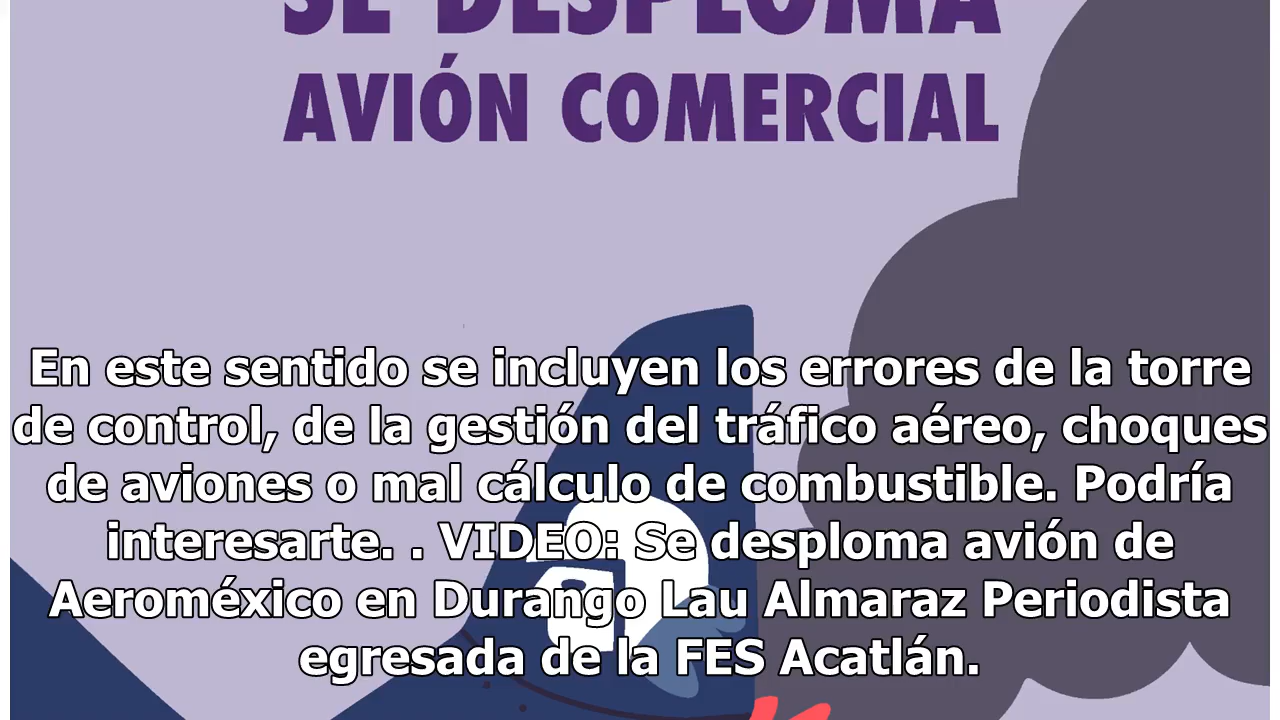 SE DESPLOMA
AVIÓN COMERCIAL
En este sentido se incluyen los errores de la torre
de control, de la gestión del tráfico aéreo, choques
de aviones o mal cálculo de combustible. Podría
interesarte. . VIDEO: Se desploma avión de
Aeroméxico en Durango Lau Almaraz Periodista
egresada de la FES Acatlán.